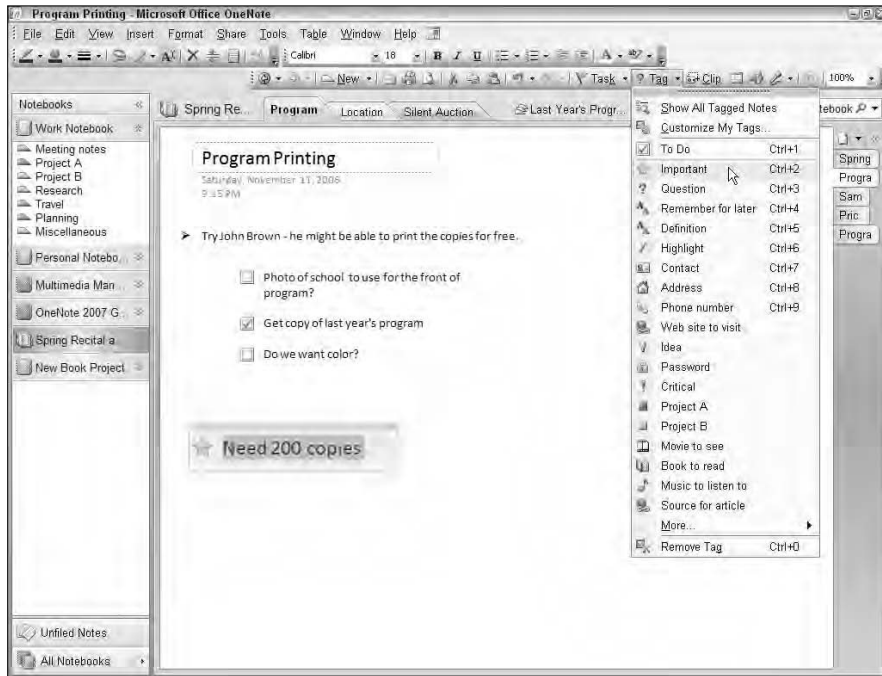 Program Printing - Microsoft Office OneNote
File Edit View Insert Format Share Tools Table Window Help
Calibri 18 B I U A
New Task ? Tag Clip 100%
Notebooks
Spring Re... Program Location Silent Auction Last Year's Progr... tebook
Work Notebook
Meeting notes
Project A
Project B
Research
Travel
Planning
Miscellaneous
Personal Notebo...
Multimedia Man...
OneNote 2007 G...
Spring Recital a...
New Book Project
Unfiled Notes
All Notebooks
Program Printing
Saturday, November 11, 2006
9:15 PM
Try John Brown - he might be able to print the copies for free.
Photo of school to use for the front of
program?
Get copy of last year's program
Do we want color?
Need 200 copies
Show All Tagged Notes
Customize My Tags...
To Do Ctrl+1
Important Ctrl+2
? Question Ctrl+3
Remember for later Ctrl+4
Definition Ctrl+5
Highlight Ctrl+6
Contact Ctrl+7
Address Ctrl+8
Phone number Ctrl+9
Web site to visit
Idea
Password
Critical
Project A
Project B
Movie to see
Book to read
Music to listen to
Source for article
More...
Remove Tag Ctrl+0
Spring
Progra
Sam
Pric
Progra